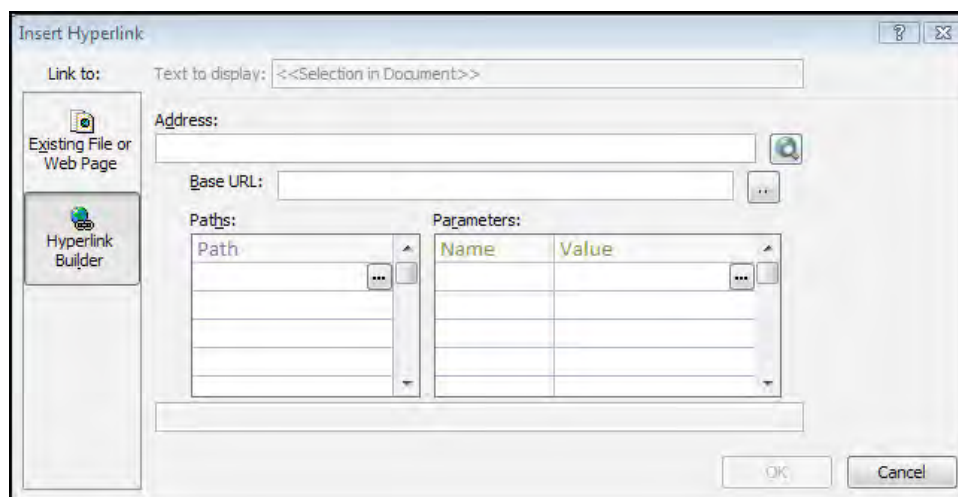 Insert Hyperlink
Link to:
Text to display: <<Selection in Document>>
Existing File or
Web Page
Hyperlink
Builder
Address:
Base URL:
..
Paths:
Parameters:
Path
Name
Value
...
...
OK
Cancel